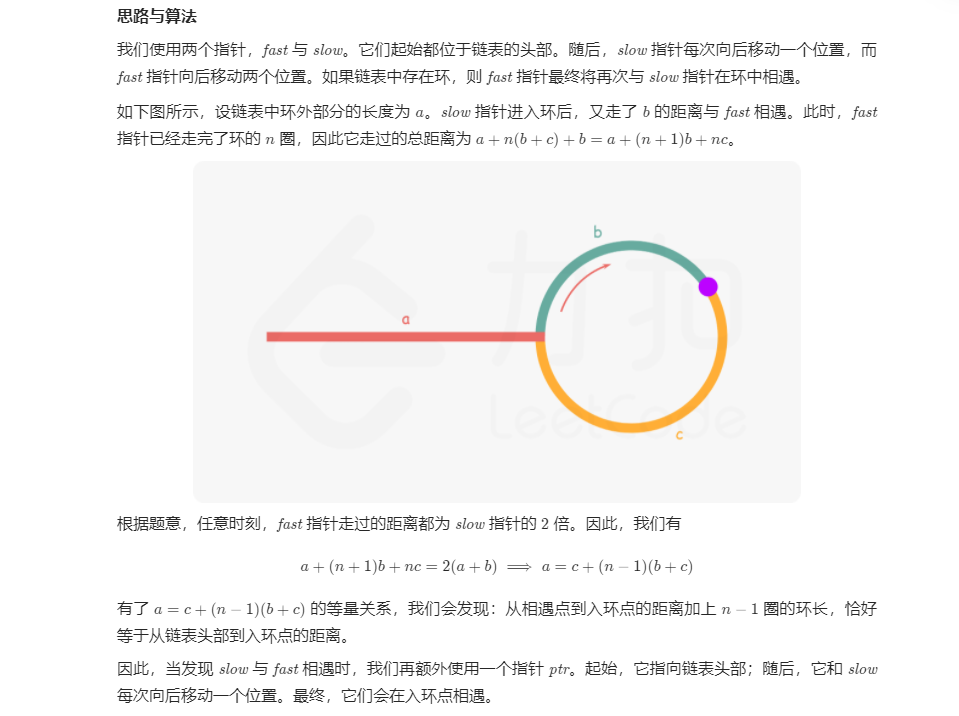 思路与算法
我们使用两个指针，fast 与 slow。它们起始都位于链表的头部。随后，slow 指针每次向后移动一个位置，而
fast 指针向后移动两个位置。如果链表中存在环，则 fast 指针最终将再次与 slow 指针在环中相遇。
如下图所示，设链表中环外部分的长度为 a。slow 指针进入环后，又走了 b 的距离与 fast 相遇。此时，fast
指针已经走完了环的 n 圈，因此它走过的总距离为 a + n(b + c) + b = a + (n + 1)b + nc。
b
a
力扣
LeetCode
c
根据题意，任意时刻，fast 指针走过的距离都为 slow 指针的 2 倍。因此，我们有
a + (n + 1)b + nc = 2(a + b) ⟹ a = c + (n − 1)(b + c)
有了 a = c + (n − 1)(b + c) 的等量关系，我们会发现：从相遇点到入环点的距离加上 n − 1 圈的环长，恰好
等于从链表头部到入环点的距离。
因此，当发现 slow 与 fast 相遇时，我们再额外使用一个指针 ptr。起始，它指向链表头部；随后，它和 slow
每次向后移动一个位置。最终，它们会在入环点相遇。